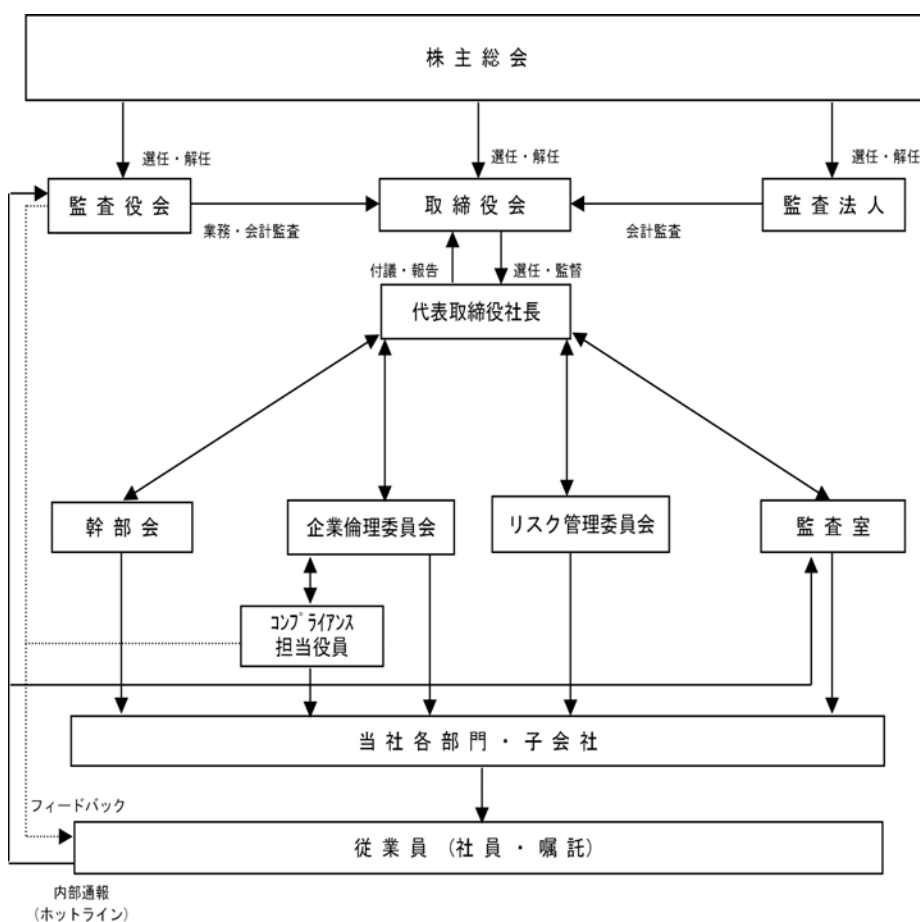 株主総会
選任・解任
選任・解任
選任・解任
監査役会
取締役会
監査法人
業務・会計監査
会計監査
付議・報告
選任・監督
代表取締役社長
幹部会
企業倫理委員会
リスク管理委員会
監査室
コンプライアンス
担当役員
当社各部門・子会社
フィードバック
従業員（社員・嘱託）
内部通報
（ホットライン）